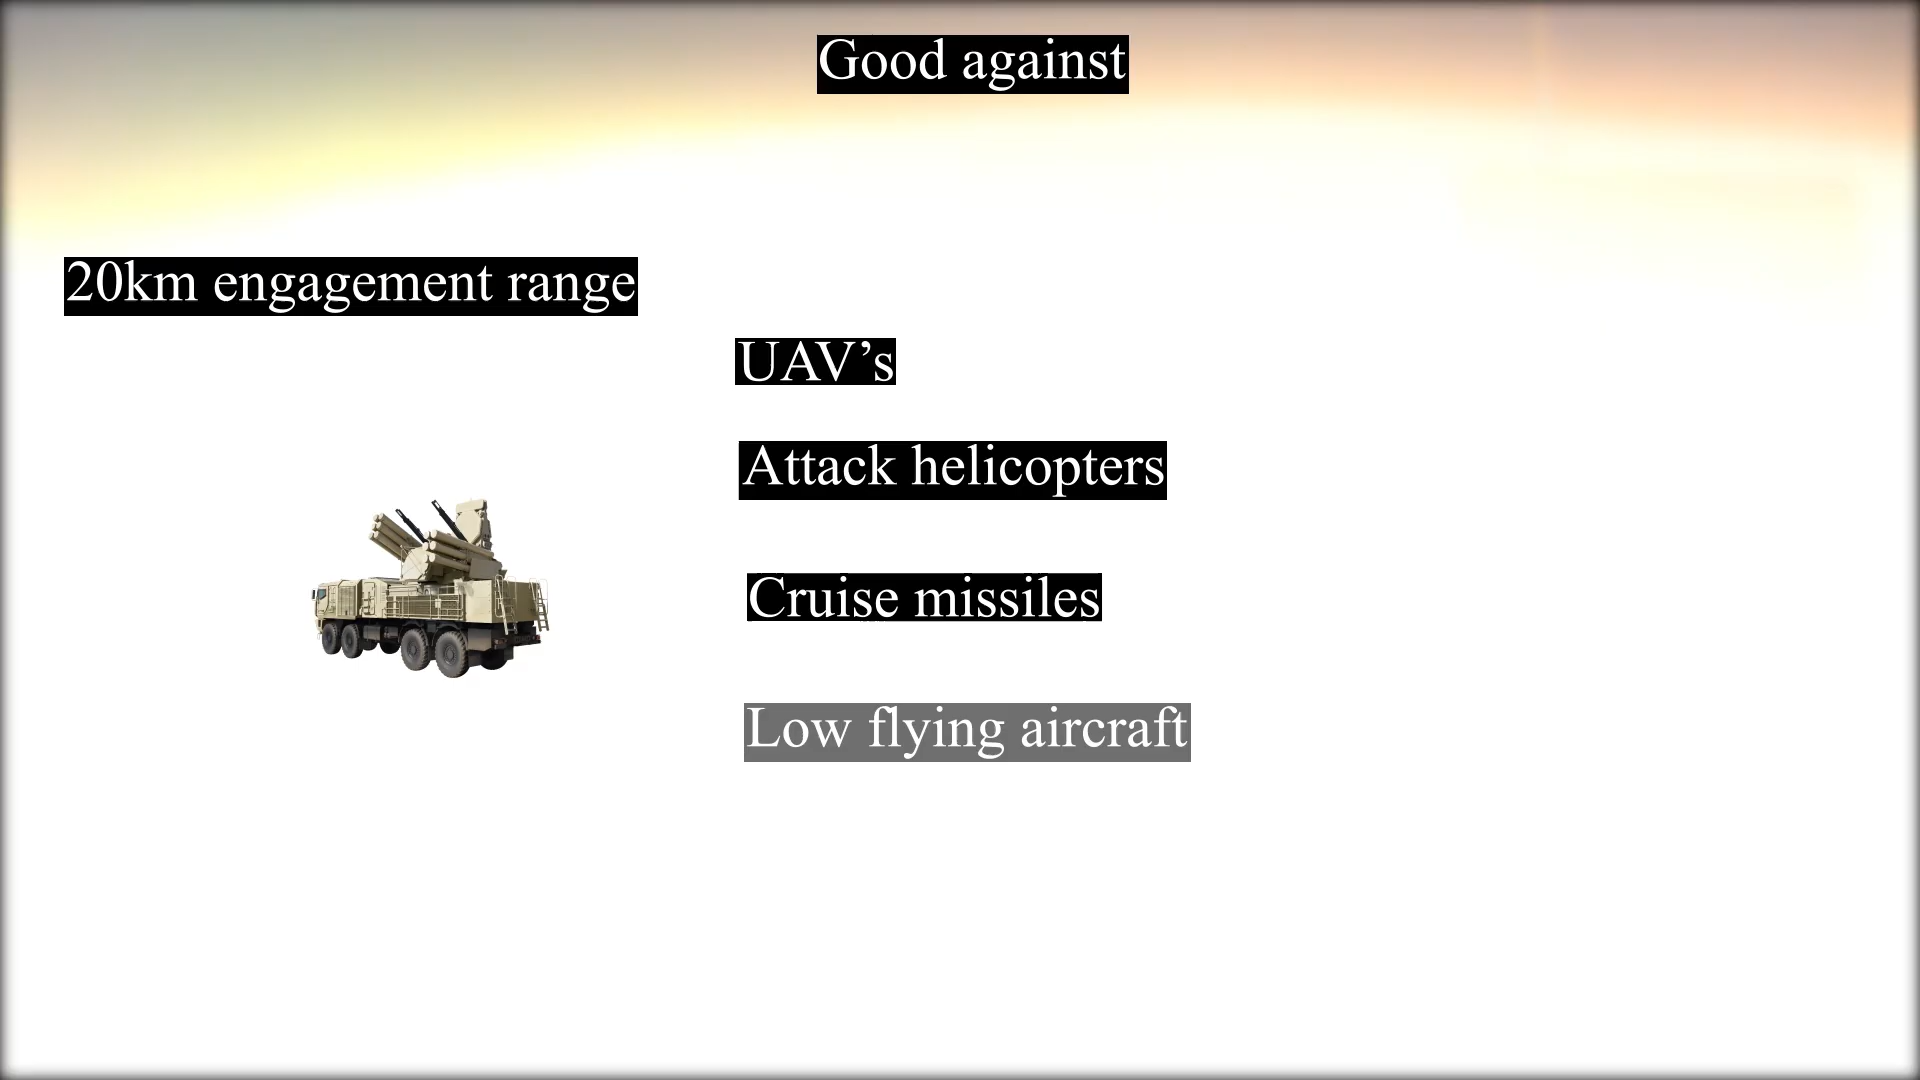 Good against
20km engagement range
UAV’s
Attack helicopters
Cruise missiles
Low flying aircraft